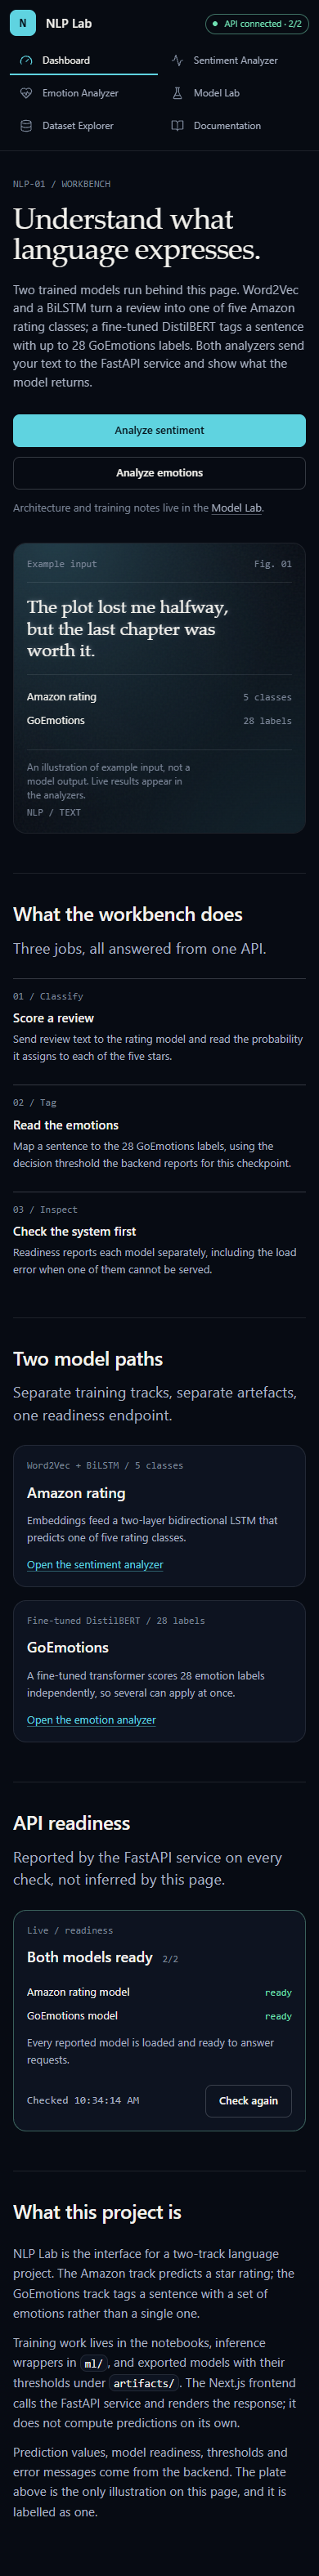 N
NLP Lab
API connected · 2/2
Dashboard
Sentiment Analyzer
Emotion Analyzer
Model Lab
Dataset Explorer
Documentation
NLP-01 / WORKBENCH
Understand what
language expresses.
Two trained models run behind this page. Word2Vec
and a BiLSTM turn a review into one of five Amazon
rating classes; a fine-tuned DistilBERT tags a sentence
with up to 28 GoEmotions labels. Both analyzers send
your text to the FastAPI service and show what the
model returns.
Analyze sentiment
Analyze emotions
Architecture and training notes live in the Model Lab.
Example input
Fig. 01
The plot lost me halfway,
but the last chapter was
worth it.
Amazon rating
5 classes
GoEmotions
28 labels
An illustration of example input, not a
model output. Live results appear in
the analyzers.
NLP / TEXT
What the workbench does
Three jobs, all answered from one API.
01 / Classify
Score a review
Send review text to the rating model and read the probability
it assigns to each of the five stars.
02 / Tag
Read the emotions
Map a sentence to the 28 GoEmotions labels, using the
decision threshold the backend reports for this checkpoint.
03 / Inspect
Check the system first
Readiness reports each model separately, including the load
error when one of them cannot be served.
Two model paths
Separate training tracks, separate artefacts,
one readiness endpoint.
Word2Vec + BiLSTM / 5 classes
Amazon rating
Embeddings feed a two-layer bidirectional LSTM that
predicts one of five rating classes.
Open the sentiment analyzer
Fine-tuned DistilBERT / 28 labels
GoEmotions
A fine-tuned transformer scores 28 emotion labels
independently, so several can apply at once.
Open the emotion analyzer
API readiness
Reported by the FastAPI service on every
check, not inferred by this page.
Live / readiness
Both models ready 2/2
Amazon rating model
ready
GoEmotions model
ready
Every reported model is loaded and ready to answer
requests.
Checked 10:34:14 AM
Check again
What this project is
NLP Lab is the interface for a two-track language
project. The Amazon track predicts a star rating; the
GoEmotions track tags a sentence with a set of
emotions rather than a single one.
Training work lives in the notebooks, inference
wrappers in ml/, and exported models with their
thresholds under artifacts/. The Next.js frontend
calls the FastAPI service and renders the response; it
does not compute predictions on its own.
Prediction values, model readiness, thresholds and
error messages come from the backend. The plate
above is the only illustration on this page, and it is
labelled as one.